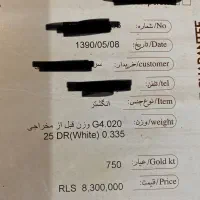 شماره/No:
تاریخ/Date: 1390/05/08
خریدار/customer:
تلفن/tel:
نوع جنس/Item: انگشتر
وزن/weight: G4.020 وزن قبل از مخراجی
25 DR(White) 0.335
عیار/Gold kt: 750
قیمت/Price: RLS 8,300,000